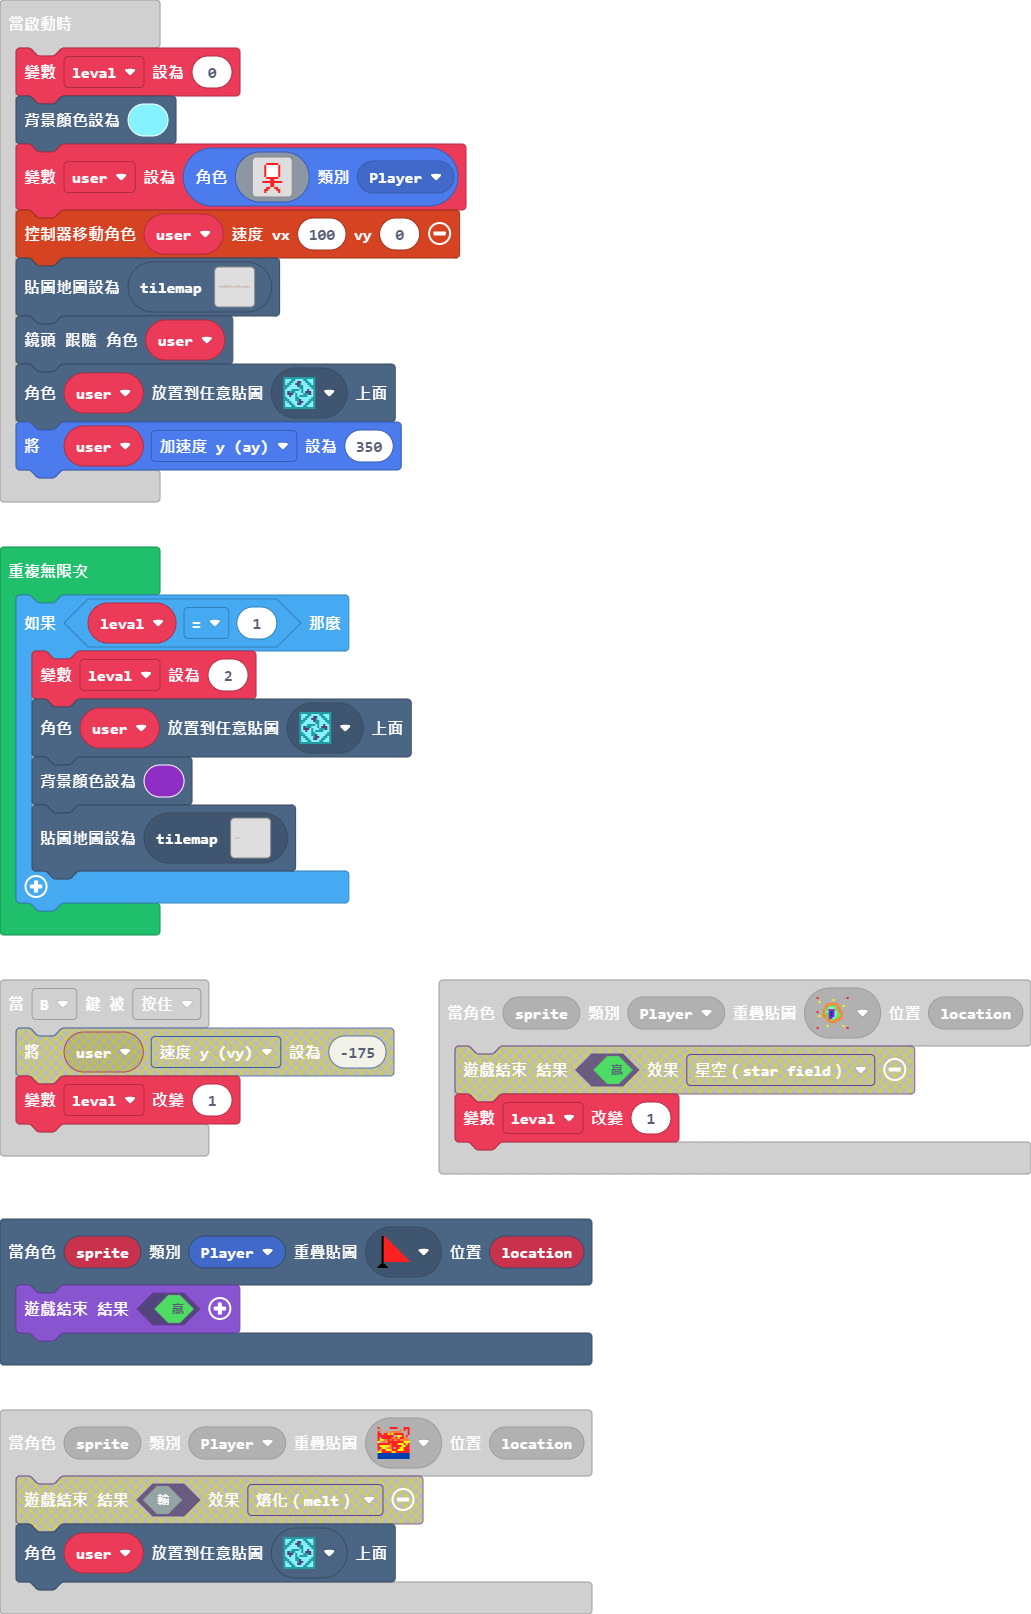 當啟動時
變數 leval 設為 0
背景顏色設為
變數 user 設為 角色 類別 Player
控制器移動角色 user 速度 vx 100 vy 0
貼圖地圖設為 tilemap
鏡頭 跟隨 角色 user
角色 user 放置到任意貼圖 上面
將 user 加速度 y (ay) 設為 350
重複無限次
如果 leval = 1 那麼
變數 leval 設為 2
角色 user 放置到任意貼圖 上面
背景顏色設為
貼圖地圖設為 tilemap
當 B 鍵 被 按住
將 user 速度 y (vy) 設為 -175
變數 leval 改變 1
當角色 sprite 類別 Player 重疊貼圖 位置 location
遊戲結束 結果 贏 效果 星空 ( star field )
變數 leval 改變 1
當角色 sprite 類別 Player 重疊貼圖 位置 location
遊戲結束 結果 贏
當角色 sprite 類別 Player 重疊貼圖 位置 location
遊戲結束 結果 輸 效果 熔化 ( melt )
角色 user 放置到任意貼圖 上面